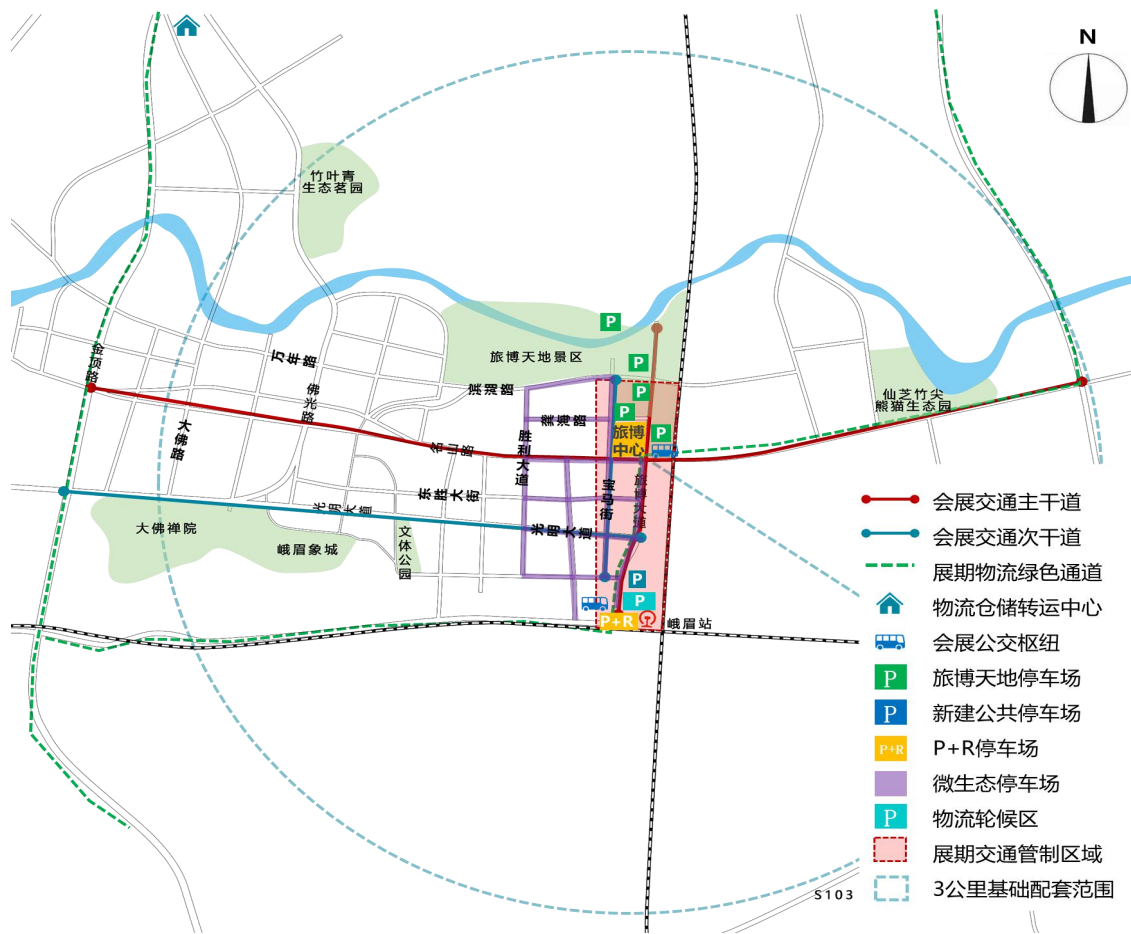 N
竹叶青
生态茗园
旅博天地景区
仙芝竹尖
熊猫生态园
金顶路
万年路
佛光路
大佛路
滨湖路
名山路
胜利大道
旅博
中心
东胜大街
光明大道
光明大道
大佛禅院
峨眉象城
文体公园
P
P
P
P
P
P
P
P+R
峨眉站
S103
会展交通主干道
会展交通次干道
展期物流绿色通道
物流仓储转运中心
会展公交枢纽
P 旅博天地停车场
P 新建公共停车场
P+R P+R停车场
微生态停车场
P 物流轮候区
展期交通管制区域
3公里基础配套范围